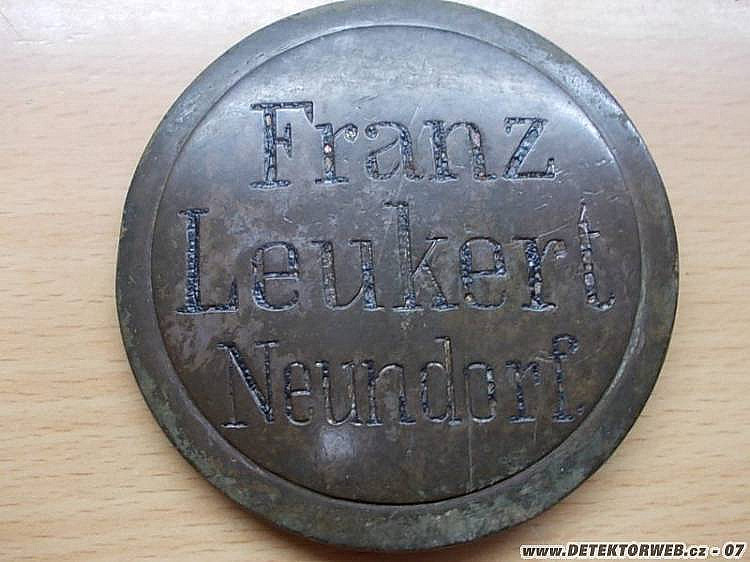 Franz
Leukert
Neundorf.
www.DETEKTORWEB.cz - 07